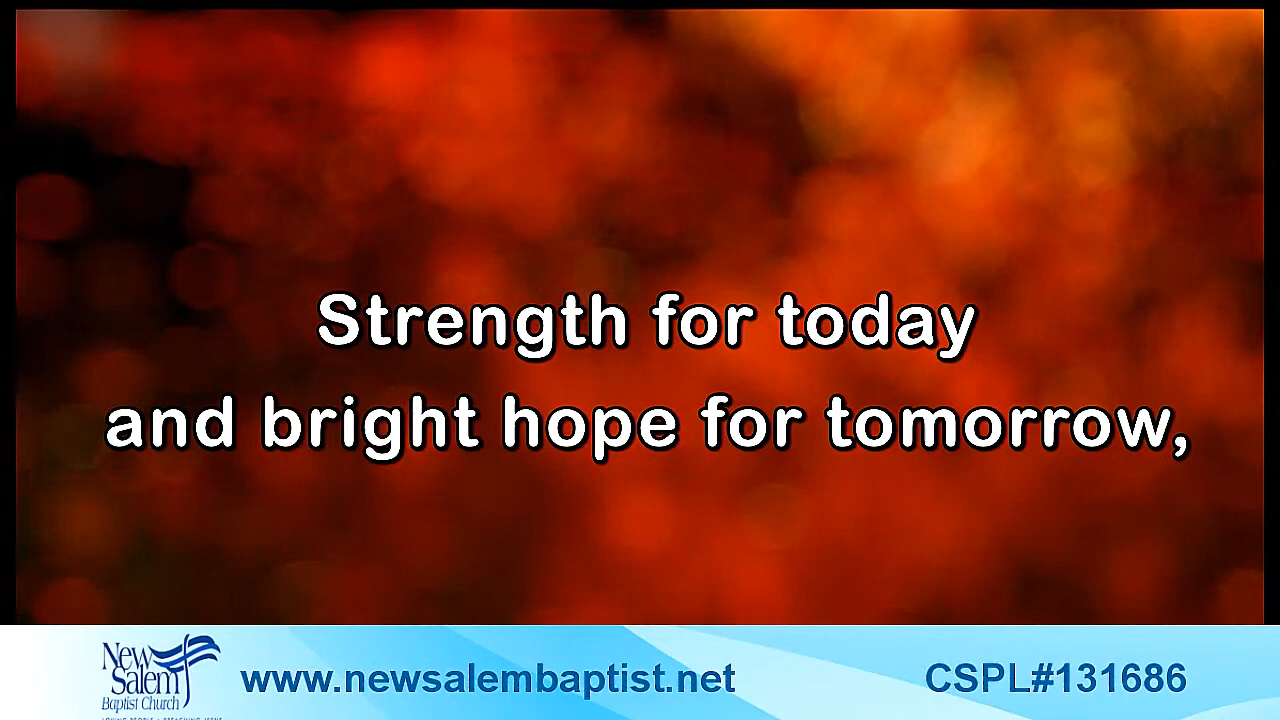 Strength for today
and bright hope for tomorrow,
New
Salem
Baptist Church
www.newsalembaptist.net
CSPL#131686